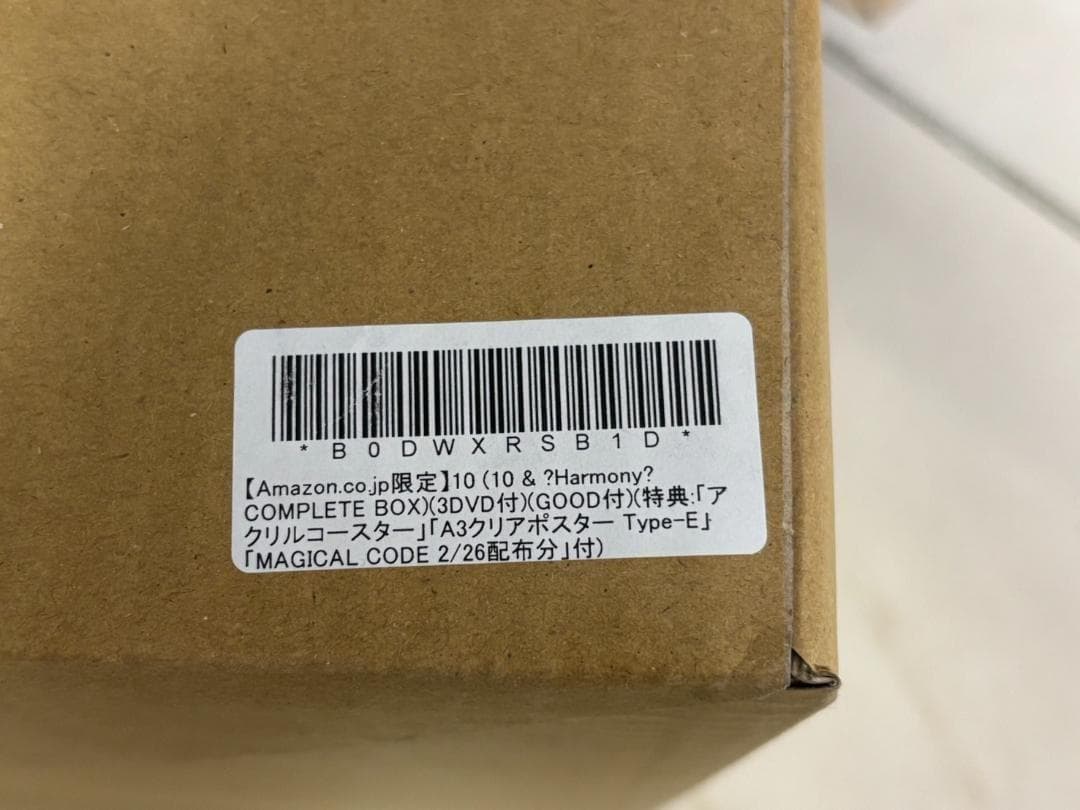 *B0DWXRSB1D*
【Amazon.co.jp限定】10 (10 & ?Harmony?
COMPLETE BOX)(3DVD付)(GOOD付)(特典:「ア
クリルコースター」「A3クリアポスター Type-E」
「MAGICAL CODE 2/26配布分」付)